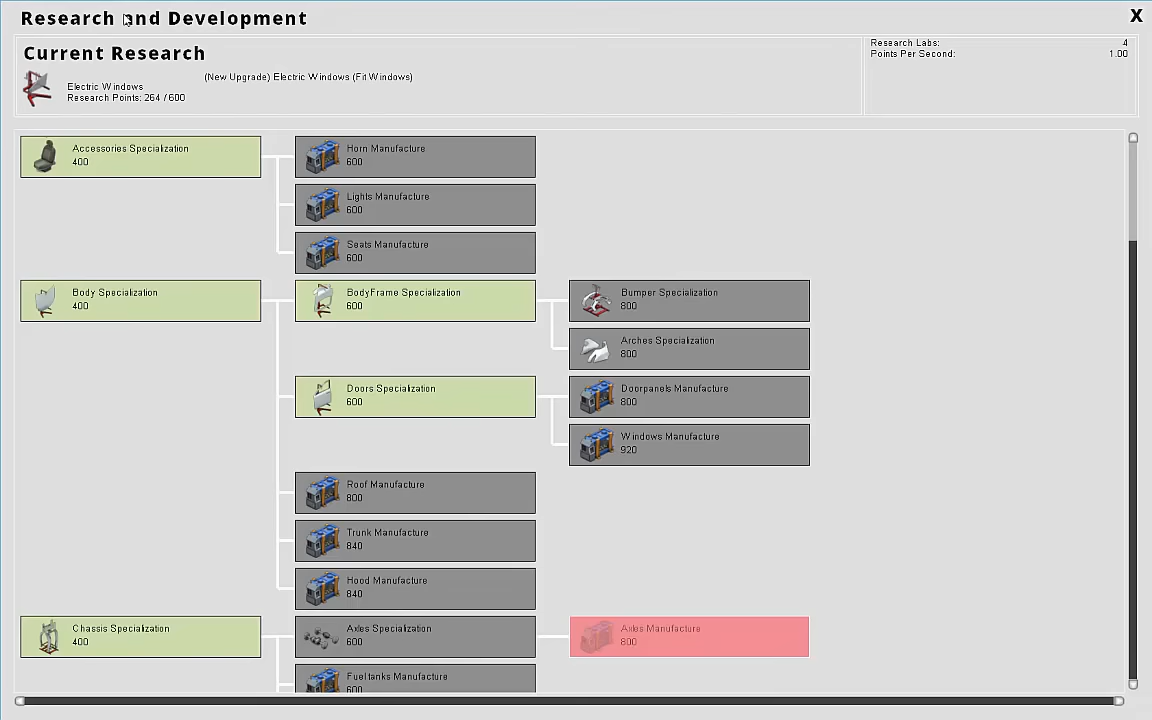 Research and Development
X
Current Research
Electric Windows
Research Points: 264 / 600
(New Upgrade) Electric Windows (Fit Windows)
Research Labs: 4
Points Per Second: 1.00
Accessories Specialization
400
Horn Manufacture
600
Lights Manufacture
600
Seats Manufacture
600
Body Specialization
400
BodyFrame Specialization
600
Bumper Specialization
800
Arches Specialization
800
Doors Specialization
600
Doorpanels Manufacture
800
Windows Manufacture
920
Roof Manufacture
800
Trunk Manufacture
840
Hood Manufacture
840
Chassis Specialization
400
Axles Specialization
600
Axles Manufacture
800
Fueltanks Manufacture
600